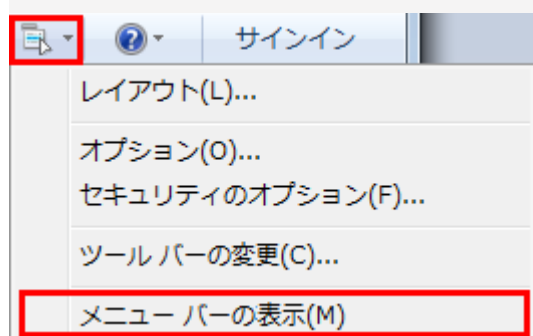 サインイン
レイアウト(L)...
オプション(O)...
セキュリティのオプション(F)...
ツール バーの変更(C)...
メニュー バーの表示(M)